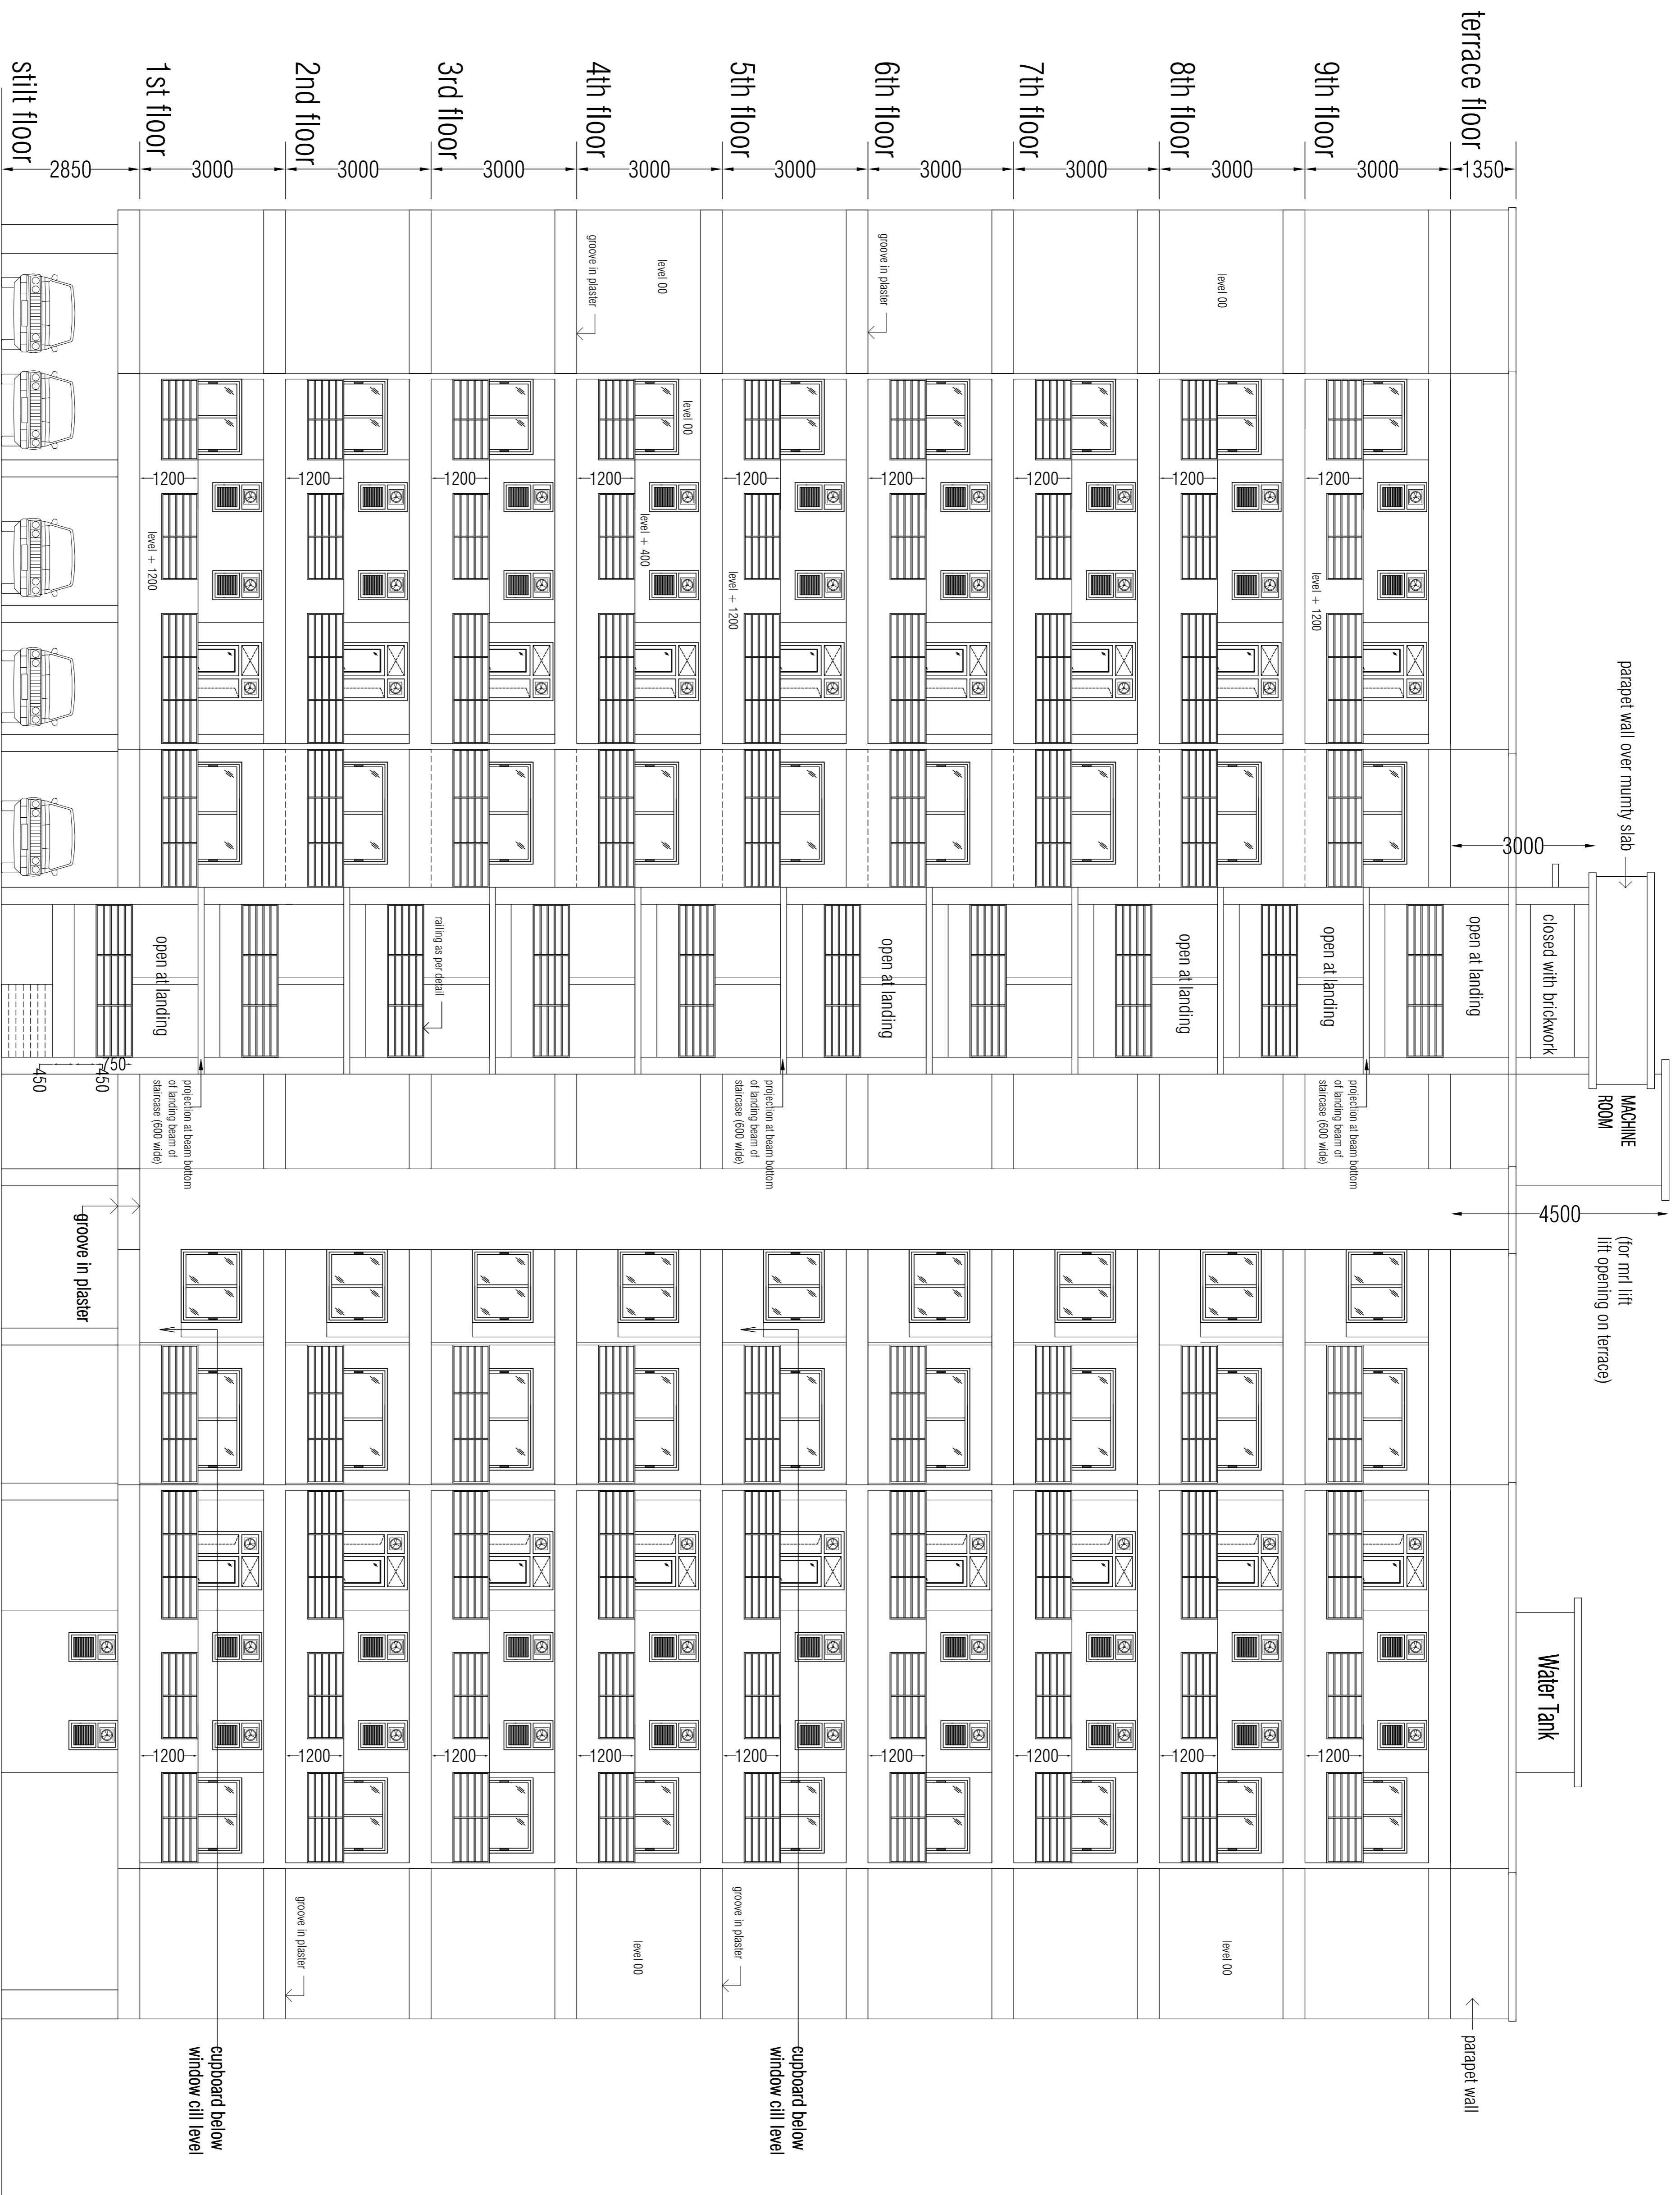 terrace floor
9th floor
8th floor
7th floor
6th floor
5th floor
4th floor
3rd floor
2nd floor
1st floor
stilt floor
1350
3000
3000
3000
3000
3000
3000
3000
3000
3000
2850
level 00
groove in plaster
level 00
groove in plaster
level 00
1200
1200
1200
1200
1200
1200
1200
1200
1200
level + 1200
level + 1200
level + 400
level + 1200
parapet wall over mumty slab
3000
closed with brickwork
open at landing
open at landing
open at landing
open at landing
railing as per detail
open at landing
750
450
450
MACHINE
ROOM
projection at beam bottom
of landing beam of
staircase (600 wide)
projection at beam bottom
of landing beam of
staircase (600 wide)
projection at beam bottom
of landing beam of
staircase (600 wide)
4500
(for mrl lift
lift opening on terrace)
groove in plaster
Water Tank
1200
1200
1200
1200
1200
1200
1200
1200
1200
level 00
groove in plaster
level 00
groove in plaster
parapet wall
cupboard below
window cill level
cupboard below
window cill level